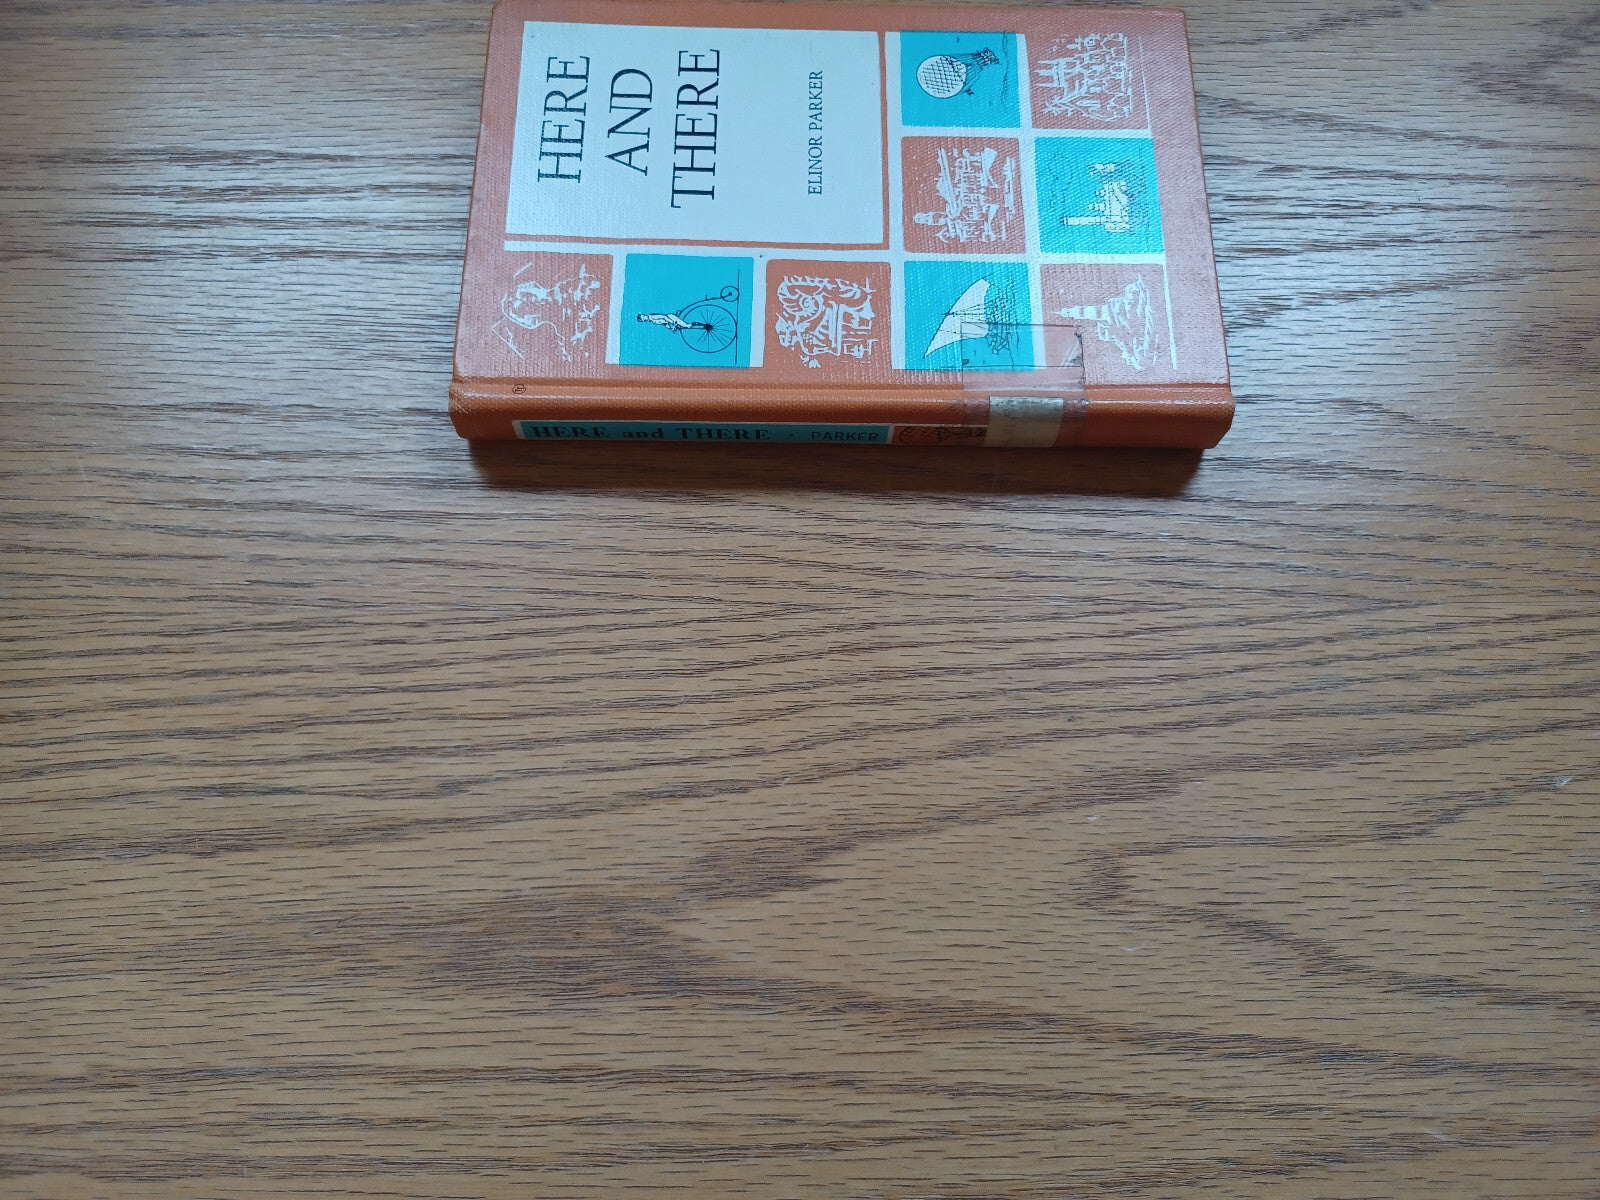 HERE
AND
THERE
ELINOR PARKER
HERE and THERE • PARKER